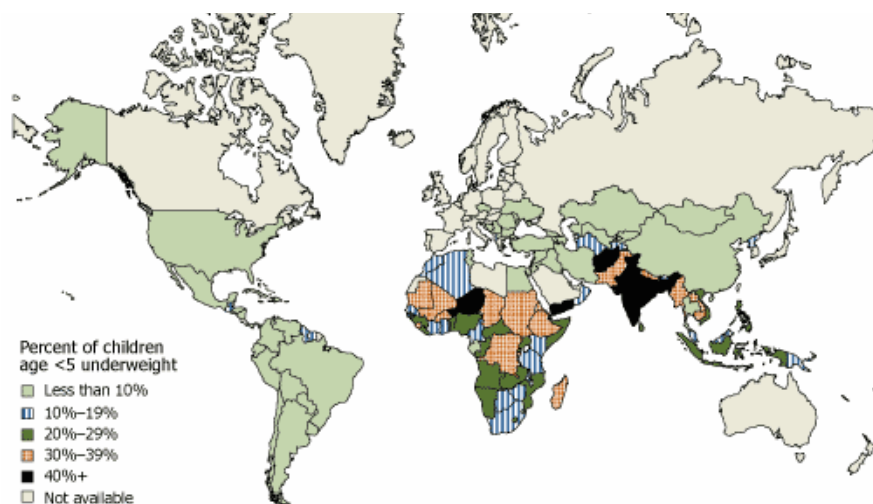 Percent of children
age <5 underweight
Less than 10%
10%–19%
20%–29%
30%–39%
40%+
Not available